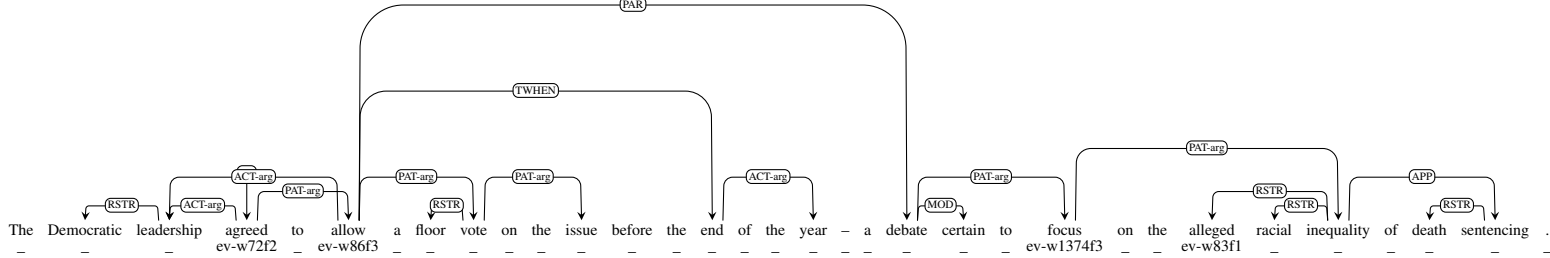 PAR
TWHEN
ACT-arg PAT-arg PAT-arg ACT-arg PAT-arg PAT-arg APP
RSTR ACT-arg PAT-arg RSTR MOD RSTR RSTR RSTR
The Democratic leadership agreed to allow a floor vote on the issue before the end of the year – a debate certain to focus on the alleged racial inequality of death sentencing .
_ _ _ ev-w72f2 _ ev-w86f3 _ _ _ _ _ _ _ _ _ _ _ _ _ _ _ _ _ ev-w1374f3 _ _ ev-w83f1 _ _ _ _ _ _